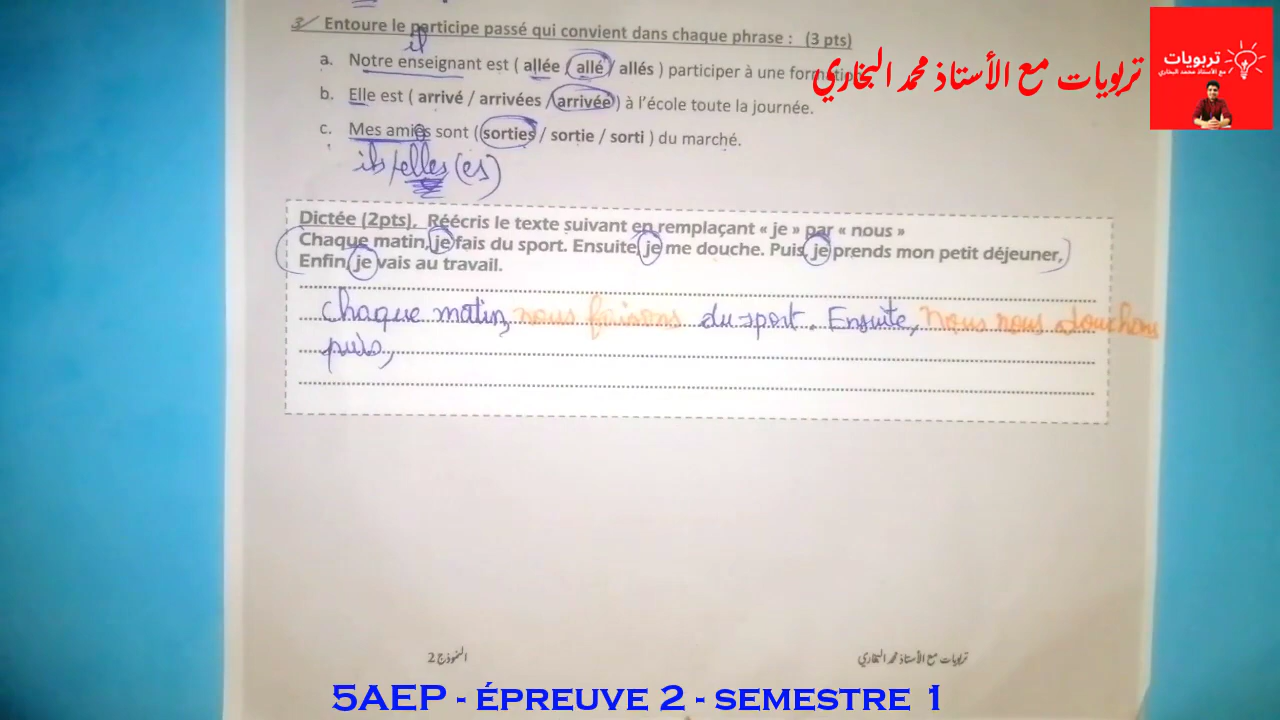 3/ Entoure le participe passé qui convient dans chaque phrase : (3 pts)
il
a. Notre enseignant est ( allée / allé / allés ) participer à une formation
b. Elle est ( arrivé / arrivées / arrivée ) à l'école toute la journée.
c. Mes amies sont ( sorties / sortie / sorti ) du marché.
ils/elles (es)
تربويات مع الأستاذ محمد البخاري
تربويات
مع الأستاذ محمد البخاري
Dictée (2pts). Réécris le texte suivant en remplaçant « je » par « nous »
Chaque matin, je fais du sport. Ensuite je me douche. Puis, je prends mon petit déjeuner,
Enfin, je vais au travail.
Chaque matin, nous faisons du sport. Ensuite, nous nous douchons
puis,
النموذج 2
تربويات مع الأستاذ محمد البخاري
5AEP - épreuve 2 - semestre 1